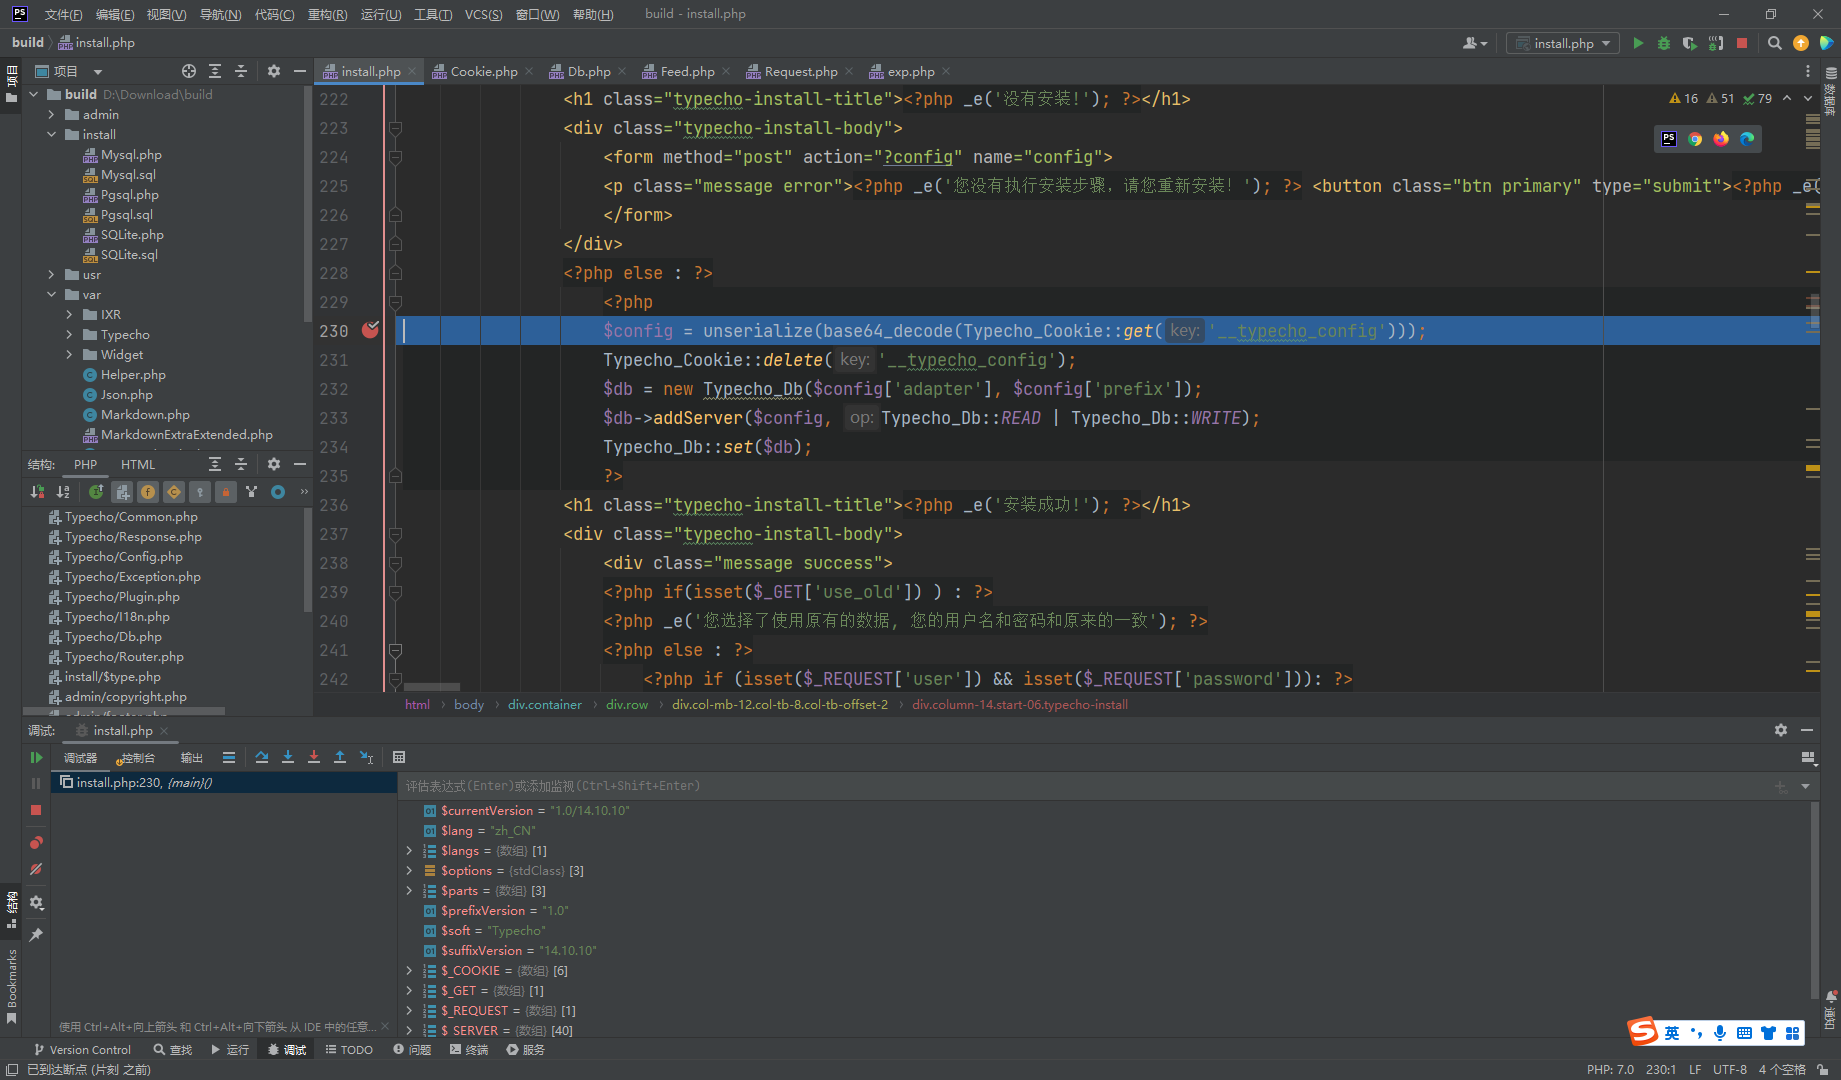 PS 文件(F) 编辑(E) 视图(V) 导航(N) 代码(C) 重构(R) 运行(U) 工具(T) VCS(S) 窗口(W) 帮助(H) build - install.php
build install.php install.php
项目
项目
install.php Cookie.php Db.php Feed.php Request.php exp.php
数据库
build D:\Download\build
admin
install
Mysql.php
Mysql.sql
Pgsql.php
Pgsql.sql
SQLite.php
SQLite.sql
usr
var
IXR
Typecho
Widget
Helper.php
Json.php
Markdown.php
MarkdownExtraExtended.php
16 51 79
222 <h1 class="typecho-install-title"><?php _e('没有安装!'); ?></h1>
223 <div class="typecho-install-body">
224 <form method="post" action="?config" name="config">
225 <p class="message error"><?php _e('您没有执行安装步骤，请您重新安装！'); ?> <button class="btn primary" type="submit"><?php _e(
226 </form>
227 </div>
228 <?php else : ?>
229 <?php
230 $config = unserialize(base64_decode(Typecho_Cookie::get( key: '__typecho_config')));
231 Typecho_Cookie::delete( key: '__typecho_config');
232 $db = new Typecho_Db($config['adapter'], $config['prefix']);
233 $db->addServer($config, op: Typecho_Db::READ | Typecho_Db::WRITE);
234 Typecho_Db::set($db);
235 ?>
236 <h1 class="typecho-install-title"><?php _e('安装成功!'); ?></h1>
237 <div class="typecho-install-body">
238 <div class="message success">
239 <?php if(isset($_GET['use_old']) ) : ?>
240 <?php _e('您选择了使用原有的数据, 您的用户名和密码和原来的一致'); ?>
241 <?php else : ?>
242 <?php if (isset($_REQUEST['user']) && isset($_REQUEST['password'])): ?>
html body div.container div.row div.col-mb-12.col-tb-8.col-tb-offset-2 div.column-14.start-06.typecho-install
结构: PHP HTML
Typecho/Common.php
Typecho/Response.php
Typecho/Config.php
Typecho/Exception.php
Typecho/Plugin.php
Typecho/I18n.php
Typecho/Db.php
Typecho/Router.php
install/$type.php
admin/copyright.php
admin/footer.php
调试: install.php
调试器 控制台 输出
install.php:230, {main}()
评估表达式(Enter)或添加监视(Ctrl+Shift+Enter)
$currentVersion = "1.0/14.10.10"
$lang = "zh_CN"
$langs = {数组} [1]
$options = {stdClass} [3]
$parts = {数组} [3]
$prefixVersion = "1.0"
$soft = "Typecho"
$suffixVersion = "14.10.10"
$_COOKIE = {数组} [6]
$_GET = {数组} [1]
$_REQUEST = {数组} [1]
$_SERVER = {数组} [40]
使用 Ctrl+Alt+向上箭头 和 Ctrl+Alt+向下箭头 从 IDE 中的任意...
结构
Bookmarks
通知
英
Version Control 查找 运行 调试 TODO 问题 终端 服务
已到达断点 (片刻 之前) PHP: 7.0 230:1 LF UTF-8 4 个空格